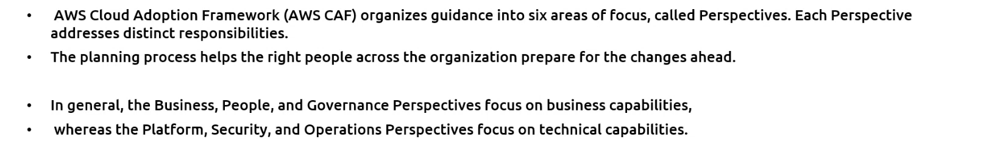 • AWS Cloud Adoption Framework (AWS CAF) organizes guidance into six areas of focus, called Perspectives. Each Perspective
addresses distinct responsibilities.
• The planning process helps the right people across the organization prepare for the changes ahead.
• In general, the Business, People, and Governance Perspectives focus on business capabilities,
• whereas the Platform, Security, and Operations Perspectives focus on technical capabilities.